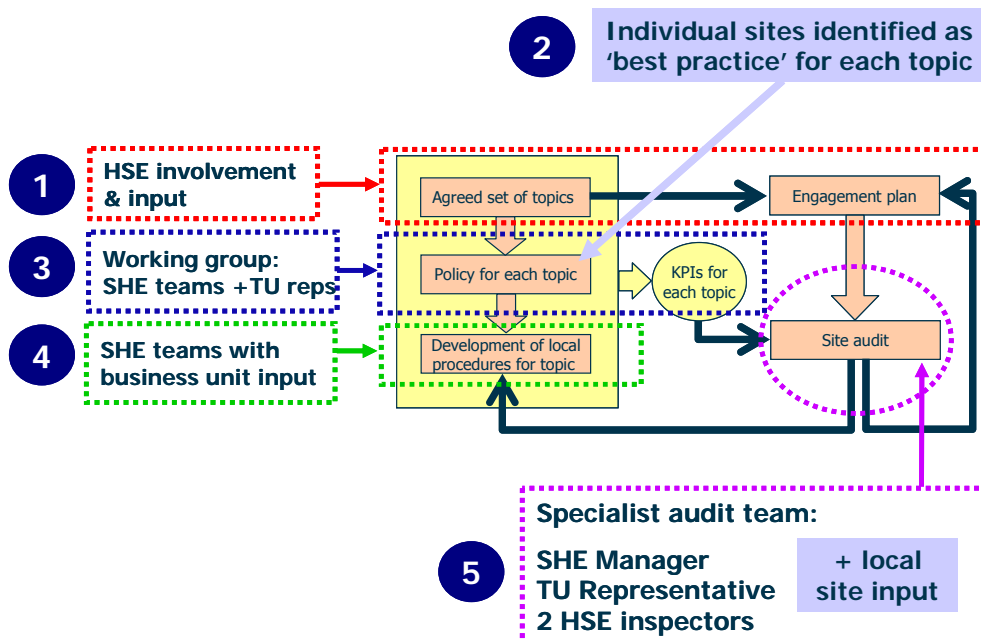 2
Individual sites identified as
‘best practice’ for each topic
1
HSE involvement
& input
Agreed set of topics
Engagement plan
3
Working group:
SHE teams +TU reps
Policy for each topic
KPIs for
each topic
4
SHE teams with
business unit input
Development of local
procedures for topic
Site audit
5
Specialist audit team:
SHE Manager
TU Representative
2 HSE inspectors
+ local
site input